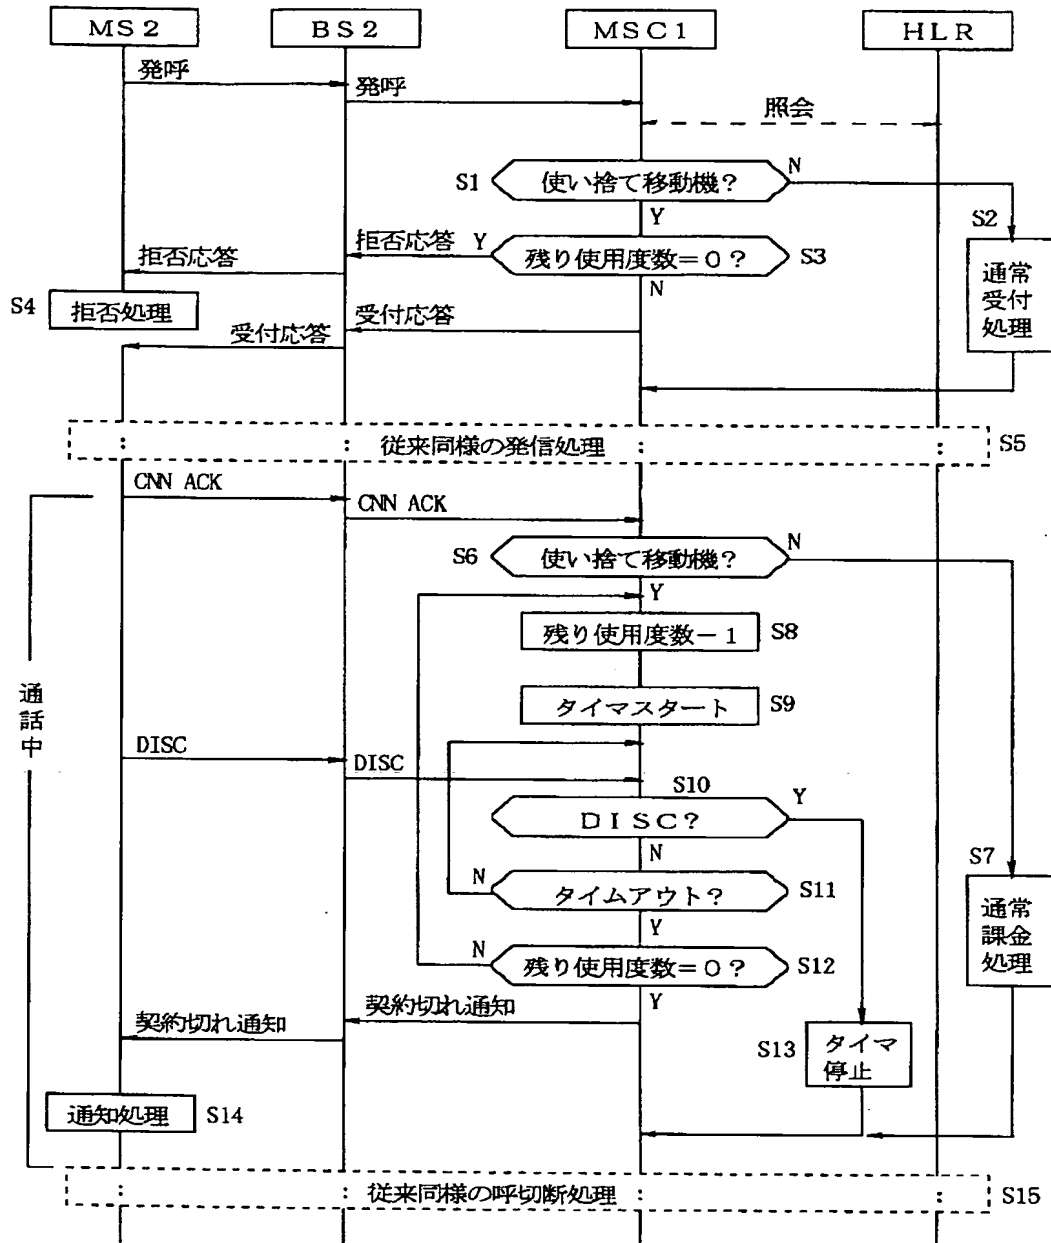 ＭＳ２
ＢＳ２
ＭＳＣ１
ＨＬＲ
発呼
発呼
照会
S1
使い捨て移動機？
N
Y
S2
通常
受付
処理
拒否応答
拒否応答
Y
残り使用度数＝０？
S3
N
S4
拒否処理
受付応答
受付応答
従来同様の発信処理
S5
CNN ACK
CNN ACK
S6
使い捨て移動機？
N
Y
残り使用度数－１
S8
タイマスタート
S9
通話中
DISC
DISC
S10
ＤＩＳＣ？
Y
N
S7
通常
課金
処理
N
タイムアウト？
S11
Y
N
残り使用度数＝０？
S12
Y
契約切れ通知
契約切れ通知
S13
タイマ
停止
通知処理
S14
従来同様の呼切断処理
S15